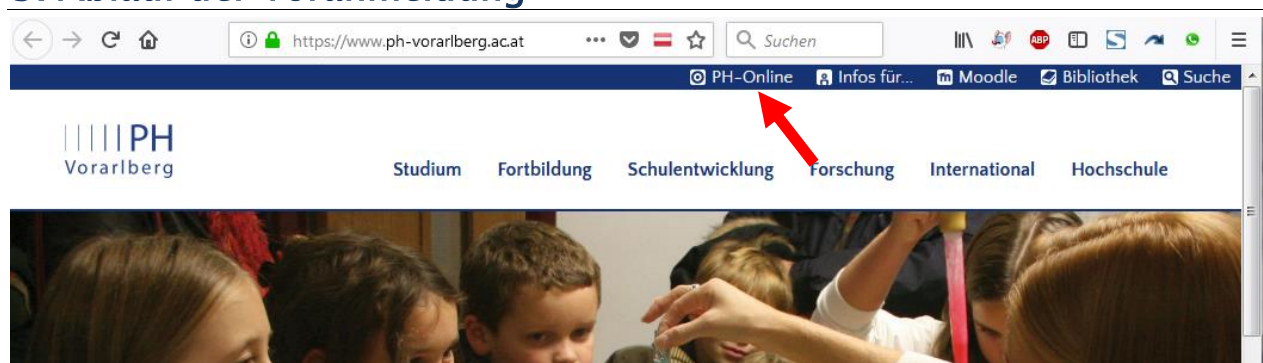 https://www.ph-vorarlberg.ac.at Suchen ABP
PH-Online Infos für... Moodle Bibliothek Suche
PH
Vorarlberg
Studium Fortbildung Schulentwicklung Forschung International Hochschule